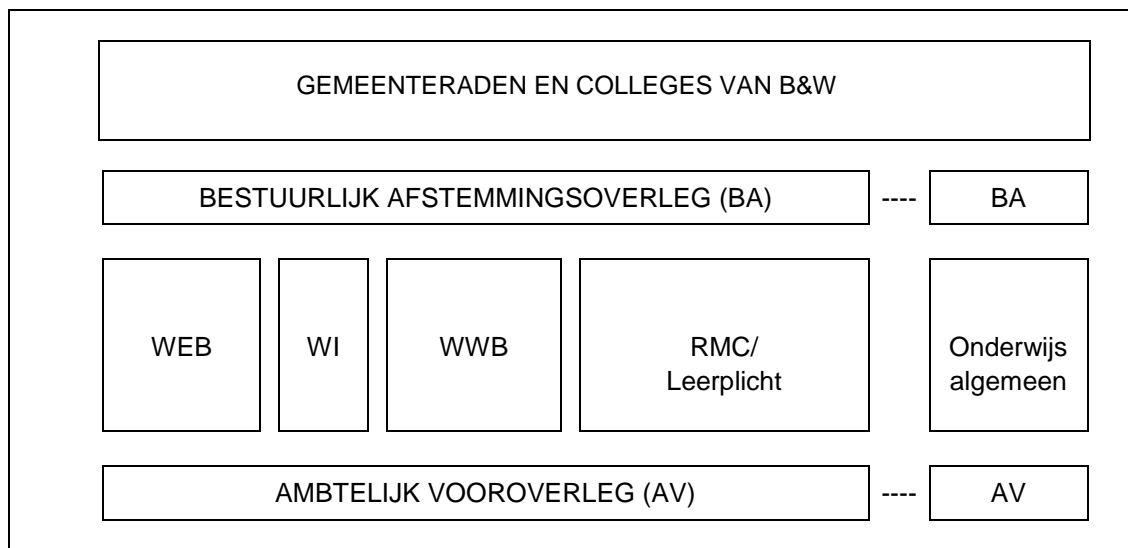 GEMEENTERADEN EN COLLEGES VAN B&W
BESTUURLIJK AFSTEMMINGSOVERLEG (BA) ---- BA
WEB WI WWB RMC/ Onderwijs
Leerplicht algemeen
AMBTELIJK VOOROVERLEG (AV) ---- AV